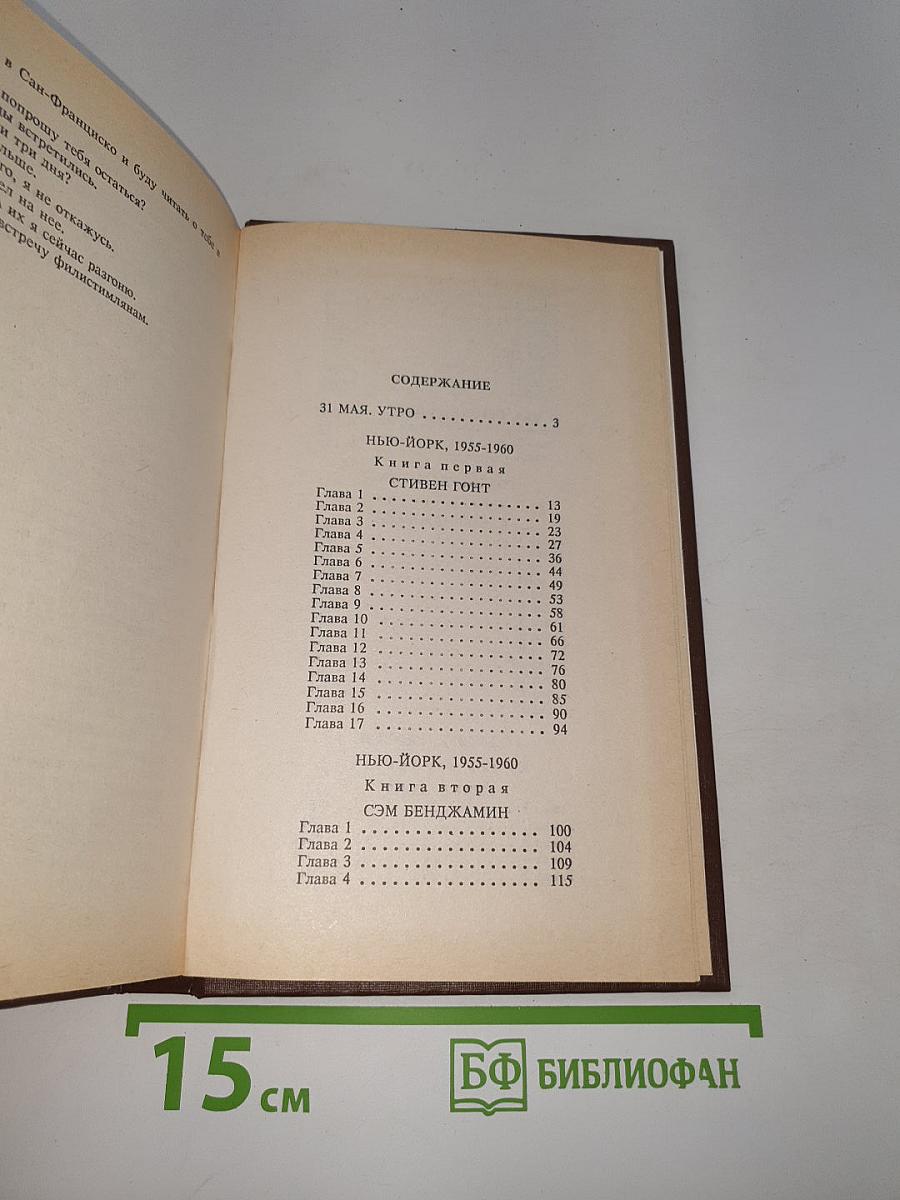 в Сан-Франциско и буду читать о тебе в
попрошу тебя остаться?
встретились.
и три дня?
я не откажусь.
на нее.
их я сейчас разгоню.
встречу филистимлянам.
СОДЕРЖАНИЕ
31 МАЯ. УТРО . . . . . . . . . . . . . . 3
НЬЮ-ЙОРК, 1955-1960
Книга первая
СТИВЕН ГОНТ
Глава 1 . . . . . . . . . . . . . . . . . 13
Глава 2 . . . . . . . . . . . . . . . . . 19
Глава 3 . . . . . . . . . . . . . . . . . 23
Глава 4 . . . . . . . . . . . . . . . . . 27
Глава 5 . . . . . . . . . . . . . . . . . 36
Глава 6 . . . . . . . . . . . . . . . . . 44
Глава 7 . . . . . . . . . . . . . . . . . 49
Глава 8 . . . . . . . . . . . . . . . . . 53
Глава 9 . . . . . . . . . . . . . . . . . 58
Глава 10 . . . . . . . . . . . . . . . . . 61
Глава 11 . . . . . . . . . . . . . . . . . 66
Глава 12 . . . . . . . . . . . . . . . . . 72
Глава 13 . . . . . . . . . . . . . . . . . 76
Глава 14 . . . . . . . . . . . . . . . . . 80
Глава 15 . . . . . . . . . . . . . . . . . 85
Глава 16 . . . . . . . . . . . . . . . . . 90
Глава 17 . . . . . . . . . . . . . . . . . 94
НЬЮ-ЙОРК, 1955-1960
Книга вторая
СЭМ БЕНДЖАМИН
Глава 1 . . . . . . . . . . . . . . . . . 100
Глава 2 . . . . . . . . . . . . . . . . . 104
Глава 3 . . . . . . . . . . . . . . . . . 109
Глава 4 . . . . . . . . . . . . . . . . . 115
15 см
БФ БИБЛИОФАН